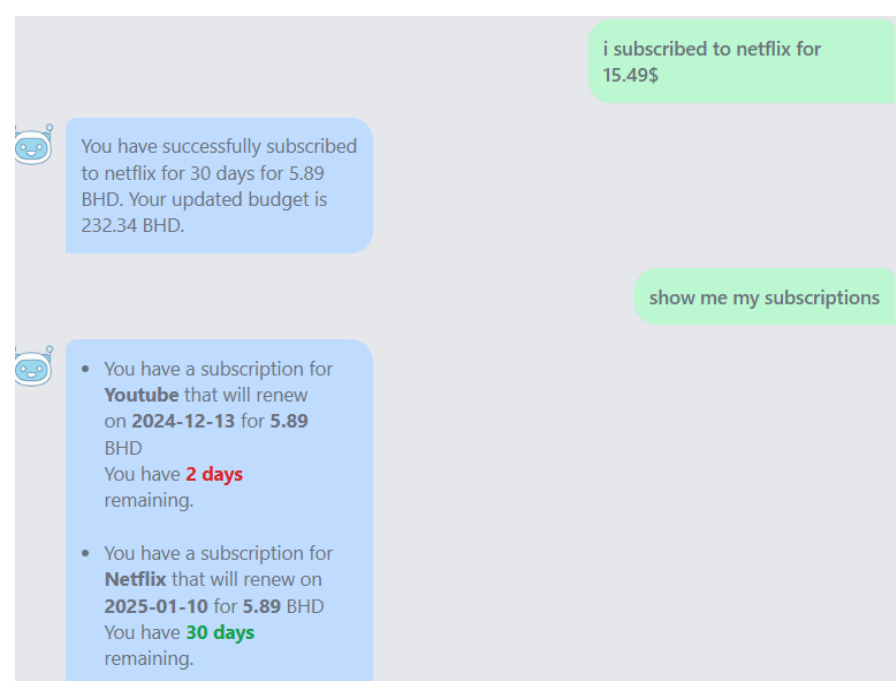 i subscribed to netflix for
15.49$
You have successfully subscribed
to netflix for 30 days for 5.89
BHD. Your updated budget is
232.34 BHD.
show me my subscriptions
• You have a subscription for
Youtube that will renew
on 2024-12-13 for 5.89
BHD
You have 2 days
remaining.
• You have a subscription for
Netflix that will renew on
2025-01-10 for 5.89 BHD
You have 30 days
remaining.